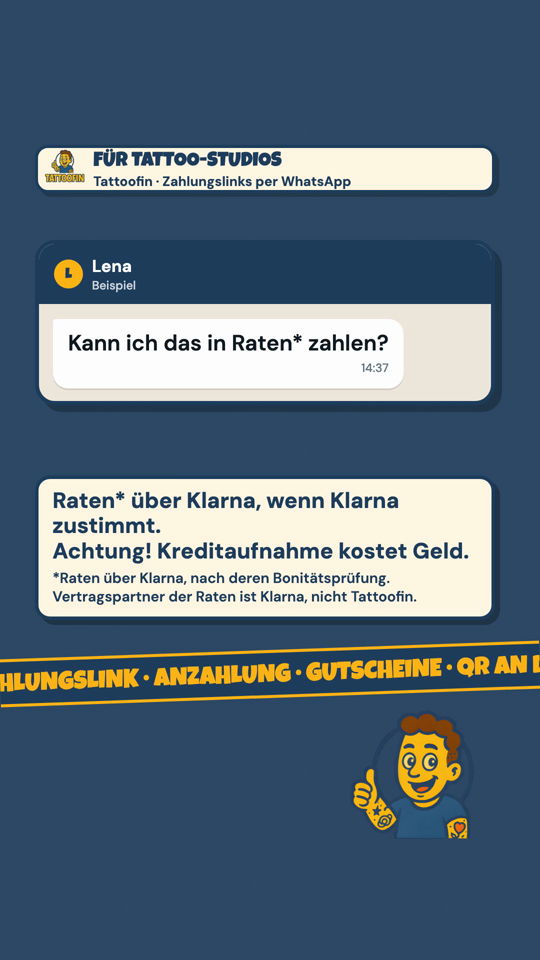 FÜR TATTOO-STUDIOS
TATTOOFIN
Tattoofin · Zahlungslinks per WhatsApp
L
Lena
Beispiel
Kann ich das in Raten* zahlen?
14:37
Raten* über Klarna, wenn Klarna
zustimmt.
Achtung! Kreditaufnahme kostet Geld.
*Raten über Klarna, nach deren Bonitätsprüfung.
Vertragspartner der Raten ist Klarna, nicht Tattoofin.
HLUNGSLINK · ANZAHLUNG · GUTSCHEINE · QR AN